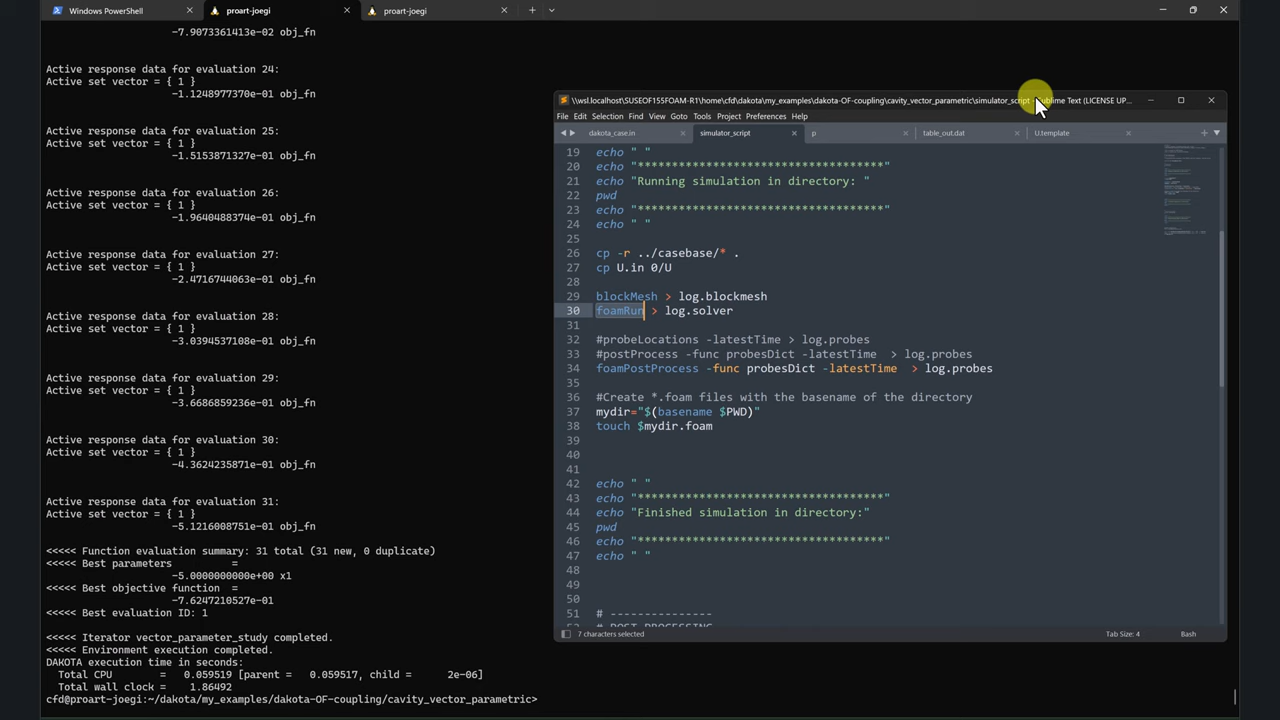 Windows PowerShell
proart-joegi
proart-joegi
-7.9073361413e-02 obj_fn
Active response data for evaluation 24:
Active set vector = { 1 }
-1.1248977370e-01 obj_fn
Active response data for evaluation 25:
Active set vector = { 1 }
-1.5153871327e-01 obj_fn
Active response data for evaluation 26:
Active set vector = { 1 }
-1.9640488374e-01 obj_fn
Active response data for evaluation 27:
Active set vector = { 1 }
-2.4716744063e-01 obj_fn
Active response data for evaluation 28:
Active set vector = { 1 }
-3.0394537108e-01 obj_fn
Active response data for evaluation 29:
Active set vector = { 1 }
-3.6686859236e-01 obj_fn
Active response data for evaluation 30:
Active set vector = { 1 }
-4.3624235871e-01 obj_fn
Active response data for evaluation 31:
Active set vector = { 1 }
-5.1216008751e-01 obj_fn
<<<<< Function evaluation summary: 31 total (31 new, 0 duplicate)
<<<<< Best parameters =
-5.0000000000e+00 x1
<<<<< Best objective function =
-7.6247210527e-01
<<<<< Best evaluation ID: 1
<<<<< Iterator vector_parameter_study completed.
<<<<< Environment execution completed.
DAKOTA execution time in seconds:
Total CPU = 0.059519 [parent = 0.059517, child = 2e-06]
Total wall clock = 1.86492
cfd@proart-joegi:~/dakota/my_examples/dakota-OF-coupling/cavity_vector_parametric>
\\wsl.localhost\SUSEOF155FOAM-R1\home\cfd\dakota\my_examples\dakota-OF-coupling\cavity_vector_parametric\simulator_script - Sublime Text (LICENSE UP...
File Edit Selection Find View Goto Tools Project Preferences Help
dakota_case.in simulator_script p table_out.dat U.template
19 echo " "
20 echo "************************************"
21 echo "Running simulation in directory: "
22 pwd
23 echo "************************************"
24 echo " "
25
26 cp -r ../casebase/* .
27 cp U.in 0/U
28
29 blockMesh > log.blockmesh
30 foamRun > log.solver
31
32 #probeLocations -latestTime > log.probes
33 #postProcess -func probesDict -latestTime > log.probes
34 foamPostProcess -func probesDict -latestTime > log.probes
35
36 #Create *.foam files with the basename of the directory
37 mydir="$(basename $PWD)"
38 touch $mydir.foam
39
40
41
42 echo " "
43 echo "************************************"
44 echo "Finished simulation in directory:"
45 pwd
46 echo "************************************"
47 echo " "
48
49
50
51 # ---------------
7 characters selected
Tab Size: 4
Bash